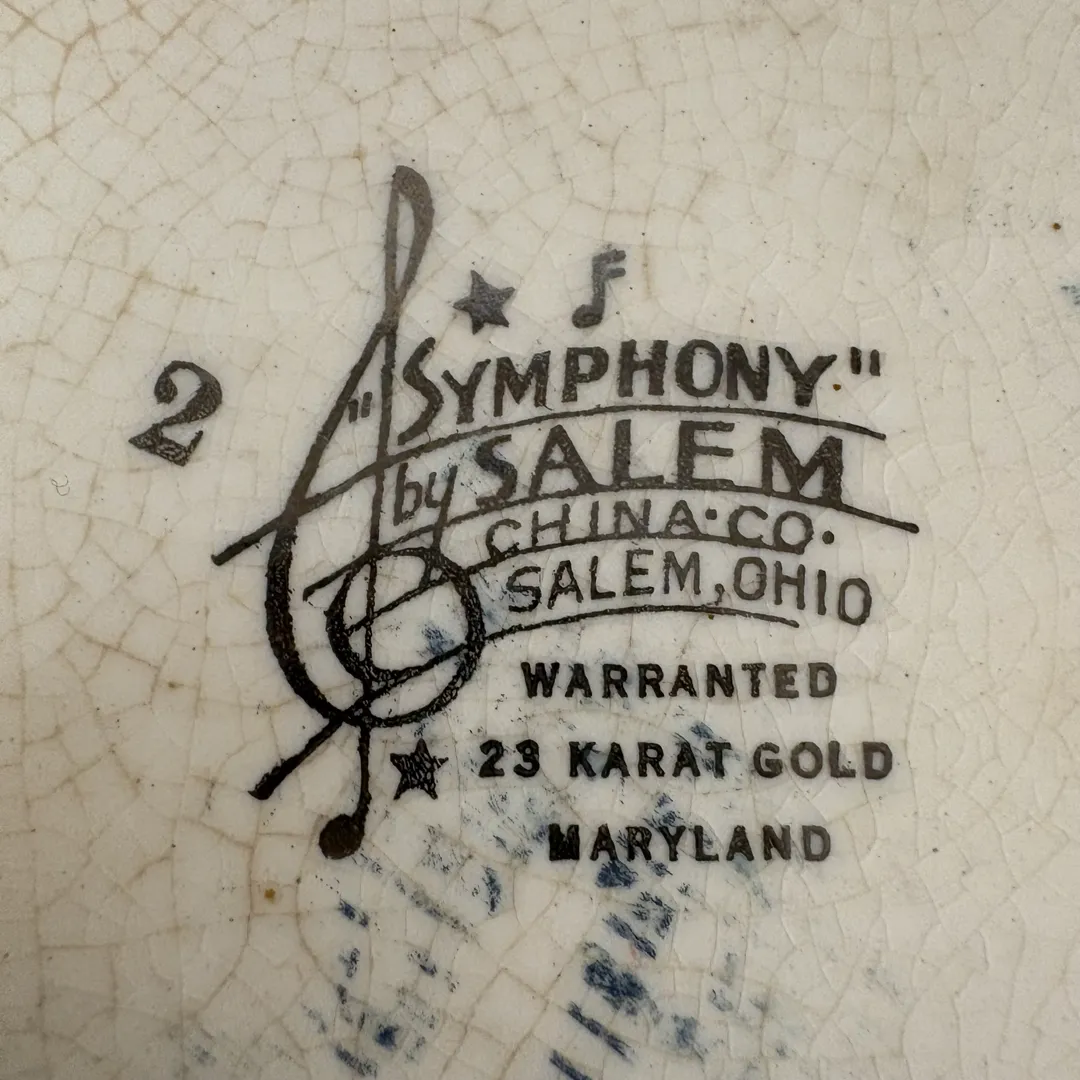 2
"SYMPHONY"
by SALEM
CHINA·CO.
SALEM, OHIO
WARRANTED
23 KARAT GOLD
MARYLAND